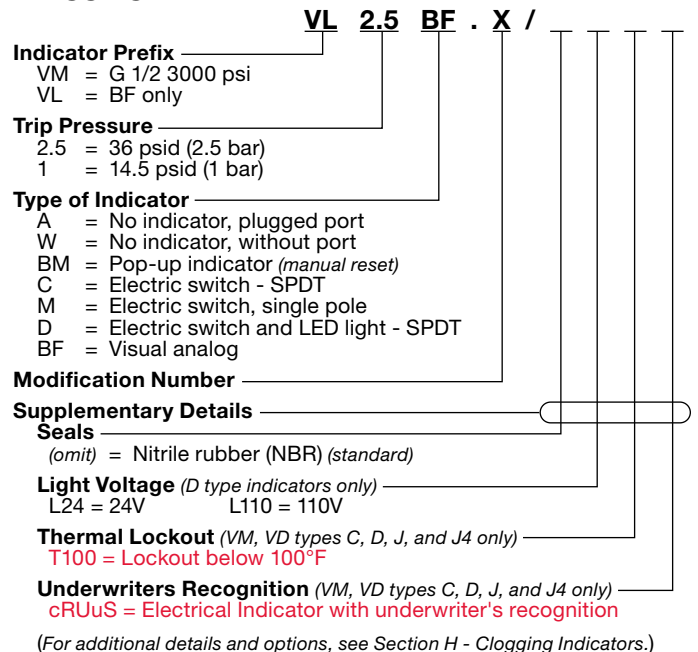 VL 2.5 BF . X /
Indicator Prefix
VM = G 1/2 3000 psi
VL = BF only
Trip Pressure
2.5 = 36 psid (2.5 bar)
1 = 14.5 psid (1 bar)
Type of Indicator
A = No indicator, plugged port
W = No indicator, without port
BM = Pop-up indicator (manual reset)
C = Electric switch - SPDT
M = Electric switch, single pole
D = Electric switch and LED light - SPDT
BF = Visual analog
Modification Number
Supplementary Details
Seals
(omit) = Nitrile rubber (NBR) (standard)
Light Voltage (D type indicators only)
L24 = 24V L110 = 110V
Thermal Lockout (VM, VD types C, D, J, and J4 only)
T100 = Lockout below 100°F
Underwriters Recognition (VM, VD types C, D, J, and J4 only)
cRUuS = Electrical Indicator with underwriter's recognition
(For additional details and options, see Section H - Clogging Indicators.)